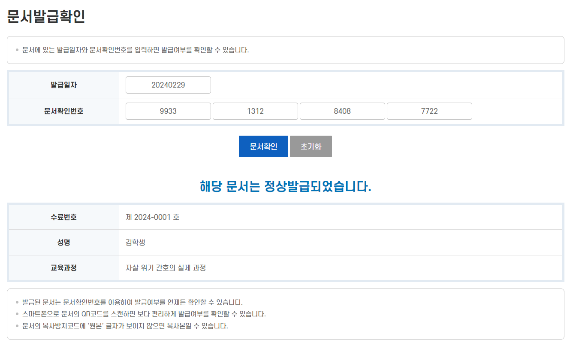 문서발급확인
문서에 있는 발급일자와 문서확인번호를 입력하면 발급여부를 확인할 수 있습니다.
발급일자 20240229
문서확인번호 9933 1312 8408 7722
문서확인 초기화
해당 문서는 정상발급되었습니다.
수료번호 제 2024-0001 호
성명 김학생
교육과정 자살 위기 간호의 실제 과정
발급된 문서는 문서확인번호를 이용하여 발급여부를 언제든 확인할 수 있습니다.
스마트폰으로 문서의 QR코드를 스캔하면 보다 편리하게 발급여부를 확인할 수 있습니다.
문서의 복사방지코드에 '원본' 글자가 보이지 않으면 복사본일 수 있습니다.